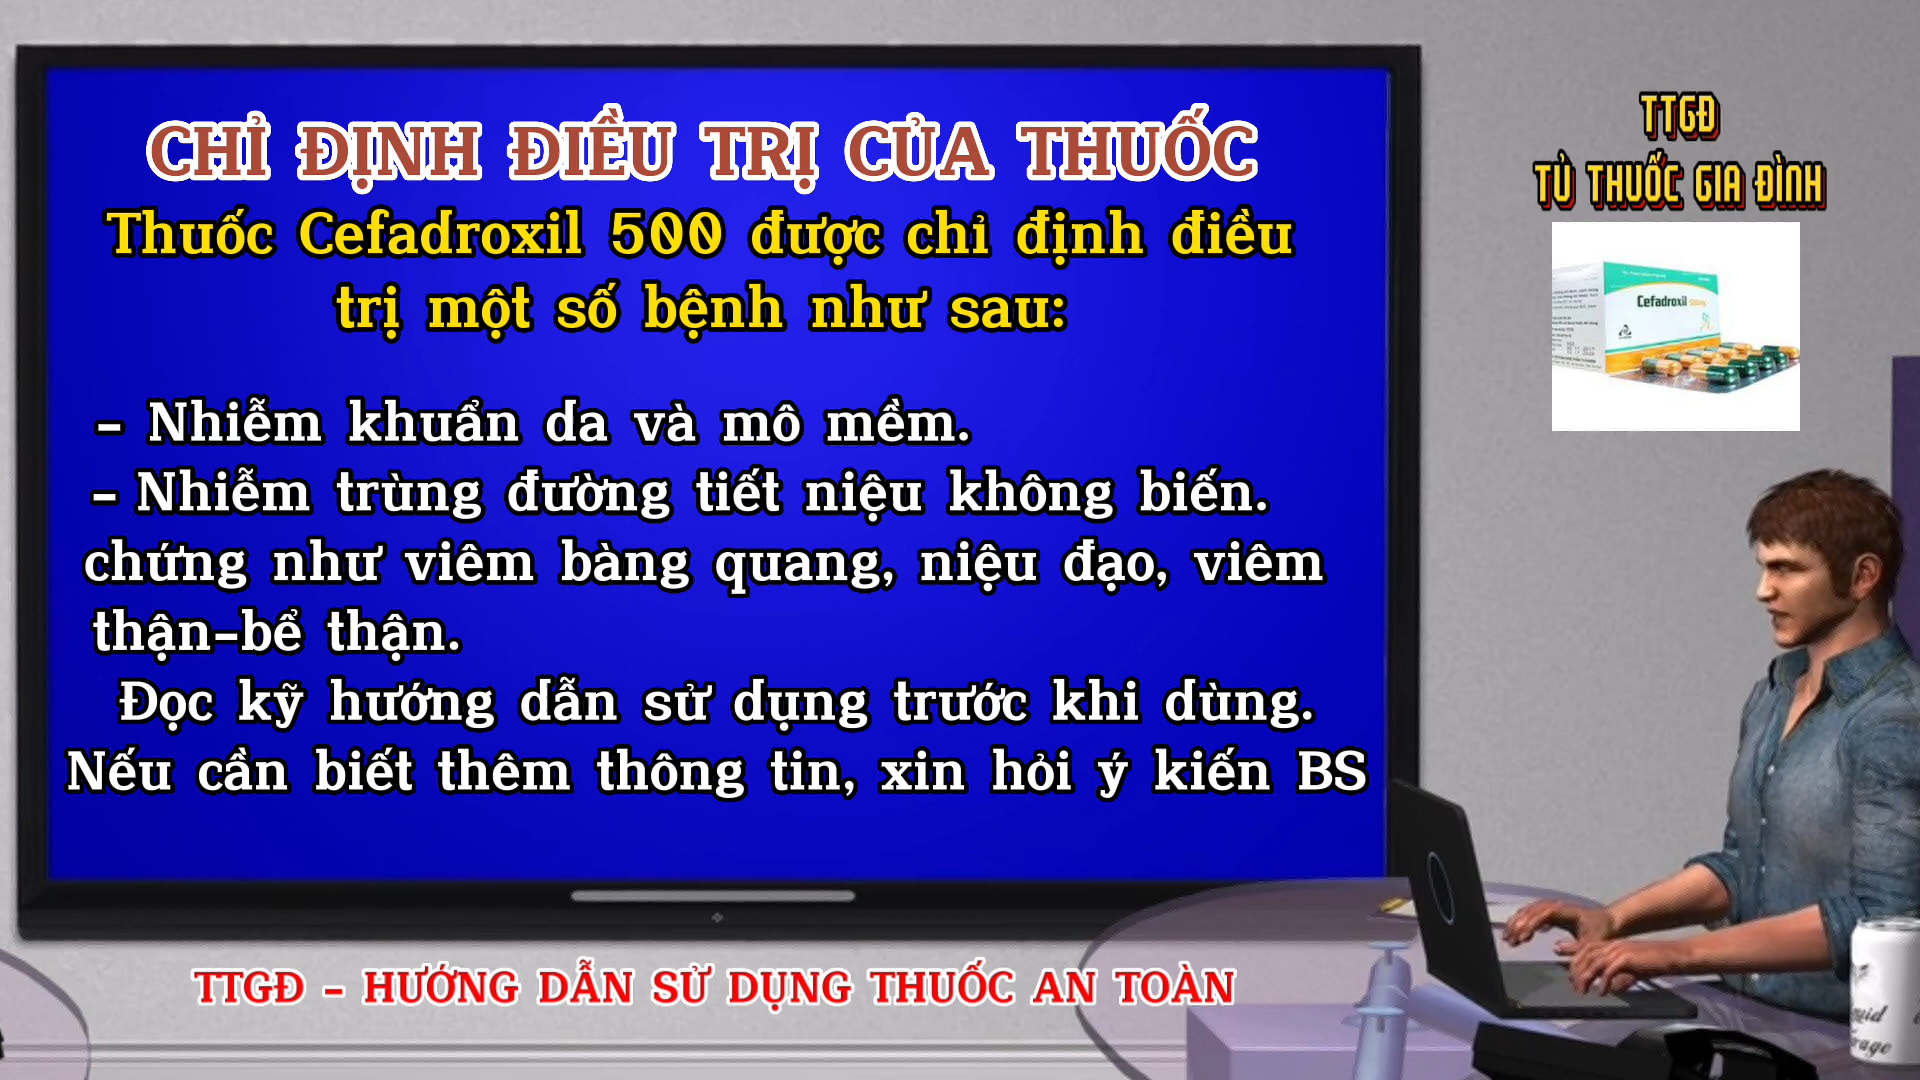 CHỈ ĐỊNH ĐIỀU TRỊ CỦA THUỐC
Thuốc Cefadroxil 500 được chỉ định điều
trị một số bệnh như sau:
- Nhiễm khuẩn da và mô mềm.
- Nhiễm trùng đường tiết niệu không biến.
chứng như viêm bàng quang, niệu đạo, viêm
thận-bể thận.
Đọc kỹ hướng dẫn sử dụng trước khi dùng.
Nếu cần biết thêm thông tin, xin hỏi ý kiến BS
TTGĐ
TỦ THUỐC GIA ĐÌNH
Cefadroxil 500mg
TTGĐ - HƯỚNG DẪN SỬ DỤNG THUỐC AN TOÀN